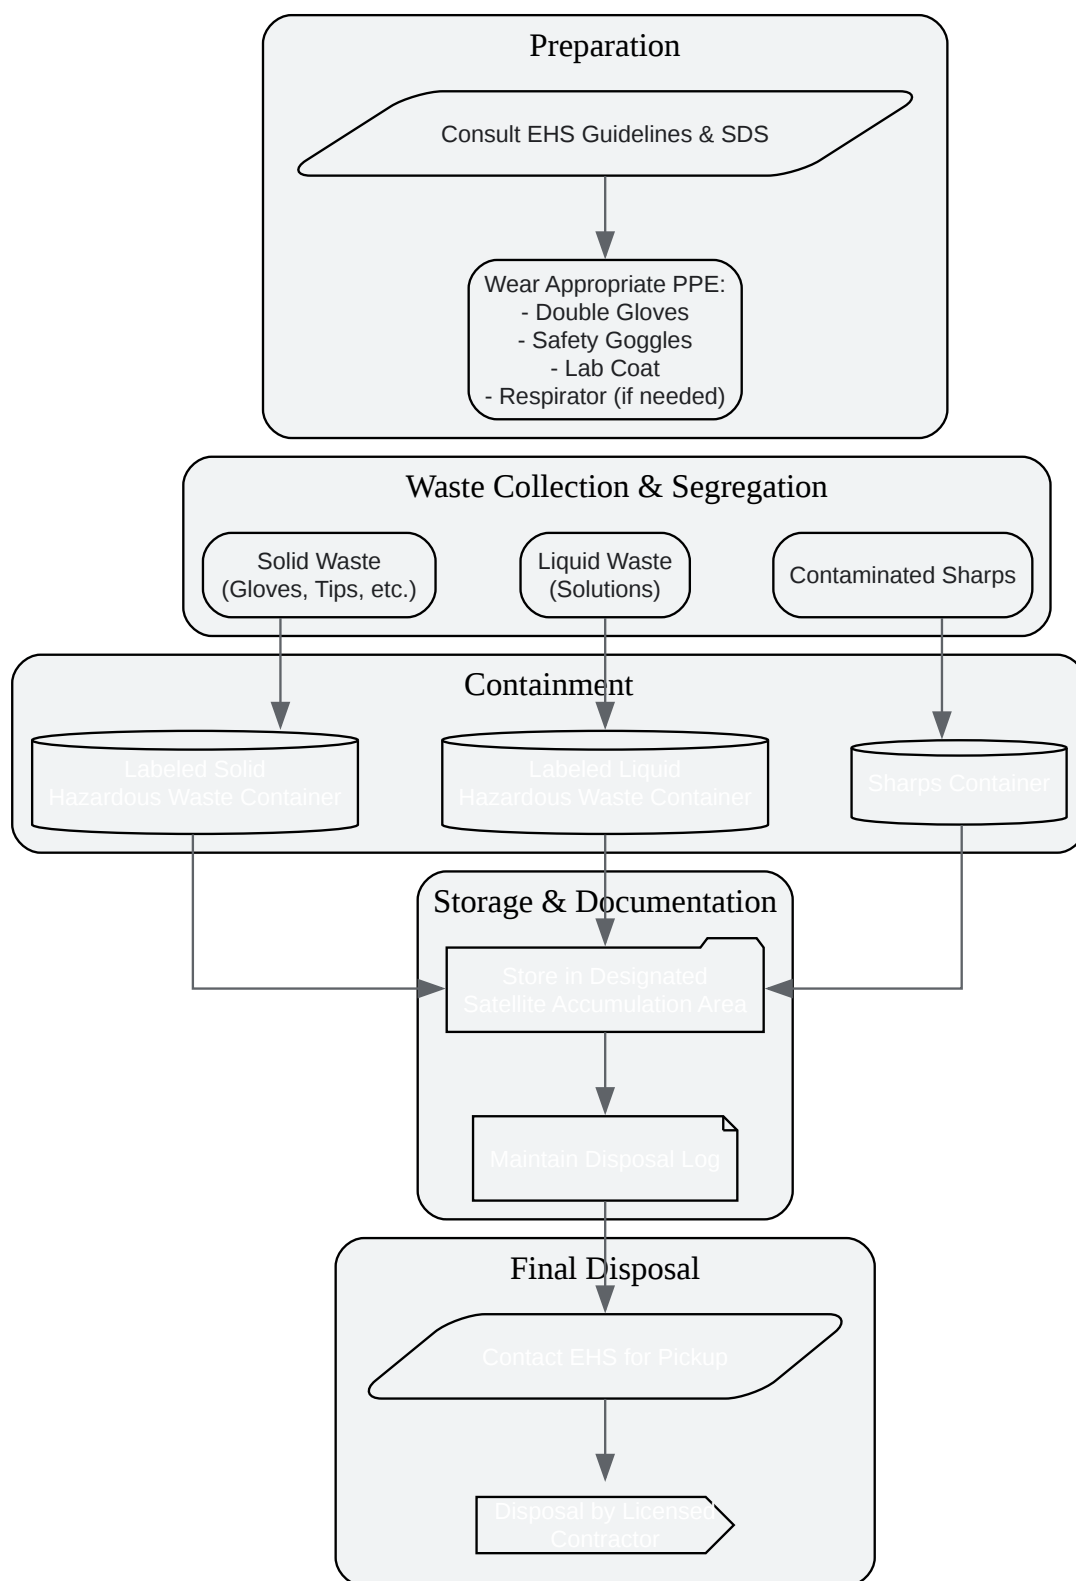 Preparation
Consult EHS Guidelines & SDS
Wear Appropriate PPE:
- Double Gloves
- Safety Goggles
- Lab Coat
- Respirator (if needed)
Waste Collection & Segregation
Solid Waste
(Gloves, Tips, etc.)
Liquid Waste
(Solutions)
Contaminated Sharps
Containment
Labeled Solid
Hazardous Waste Container
Labeled Liquid
Hazardous Waste Container
Sharps Container
Storage & Documentation
Store in Designated
Satellite Accumulation Area
Maintain Disposal Log
Final Disposal
Contact EHS for Pickup
Disposal by Licensed
Contractor